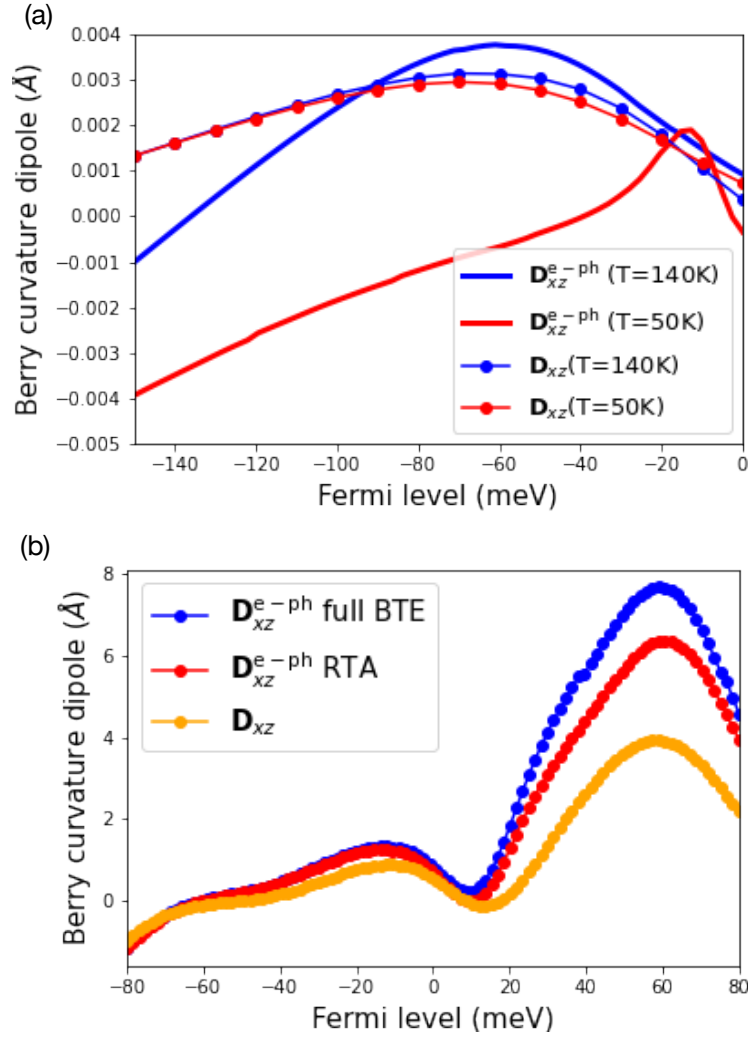 (a)
Berry curvature dipole (Å)
0.004
0.003
0.002
0.001
0.000
−0.001
−0.002
−0.003
−0.004
−0.005
D^{e−ph}_{xz} (T=140K)
D^{e−ph}_{xz} (T=50K)
D_{xz}(T=140K)
D_{xz}(T=50K)
−140 −120 −100 −80 −60 −40 −20 0
Fermi level (meV)
(b)
Berry curvature dipole (Å)
8
6
4
2
0
D^{e−ph}_{xz} full BTE
D^{e−ph}_{xz} RTA
D_{xz}
−80 −60 −40 −20 0 20 40 60 80
Fermi level (meV)